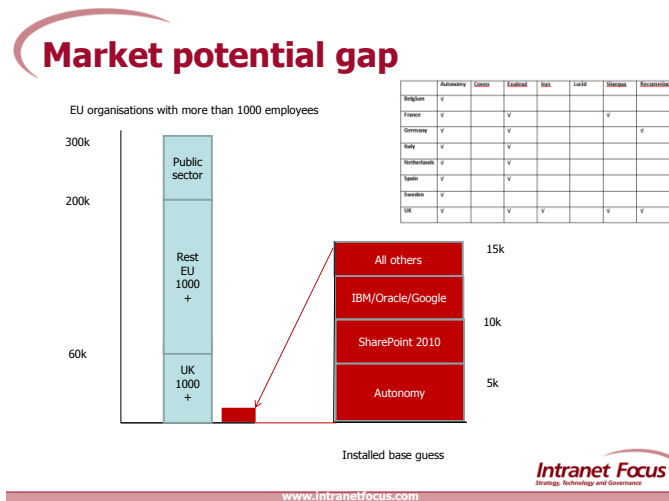 Market potential gap
EU organisations with more than 1000 employees
Autonomy Coveo Exalead Isys Lucid Sinequa Recommind
Belgium √
France √ √ √
Germany √ √ √
Italy √ √
Netherlands √ √
Spain √ √
Sweden √
UK √ √ √ √ √
300k
200k
60k
Public
sector
Rest
EU
1000
+
UK
1000
+
All others
IBM/Oracle/Google
SharePoint 2010
Autonomy
15k
10k
5k
Installed base guess
Intranet Focus
Strategy, Technology and Governance
www.intranetfocus.com